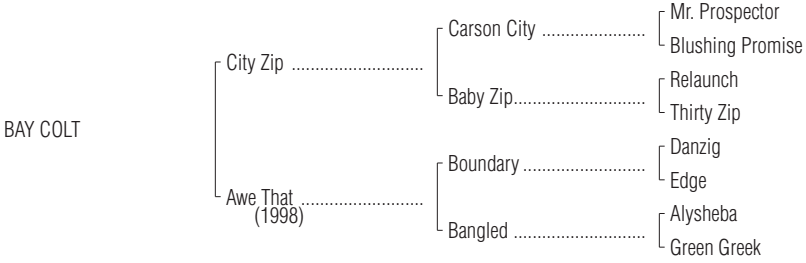 Mr. Prospector
Carson City ......................
Blushing Promise
City Zip ............................
Relaunch
Baby Zip............................
Thirty Zip
BAY COLT
Danzig
Boundary ..........................
Edge
Awe That ..........................
(1998)
Alysheba
Bangled ............................
Green Greek